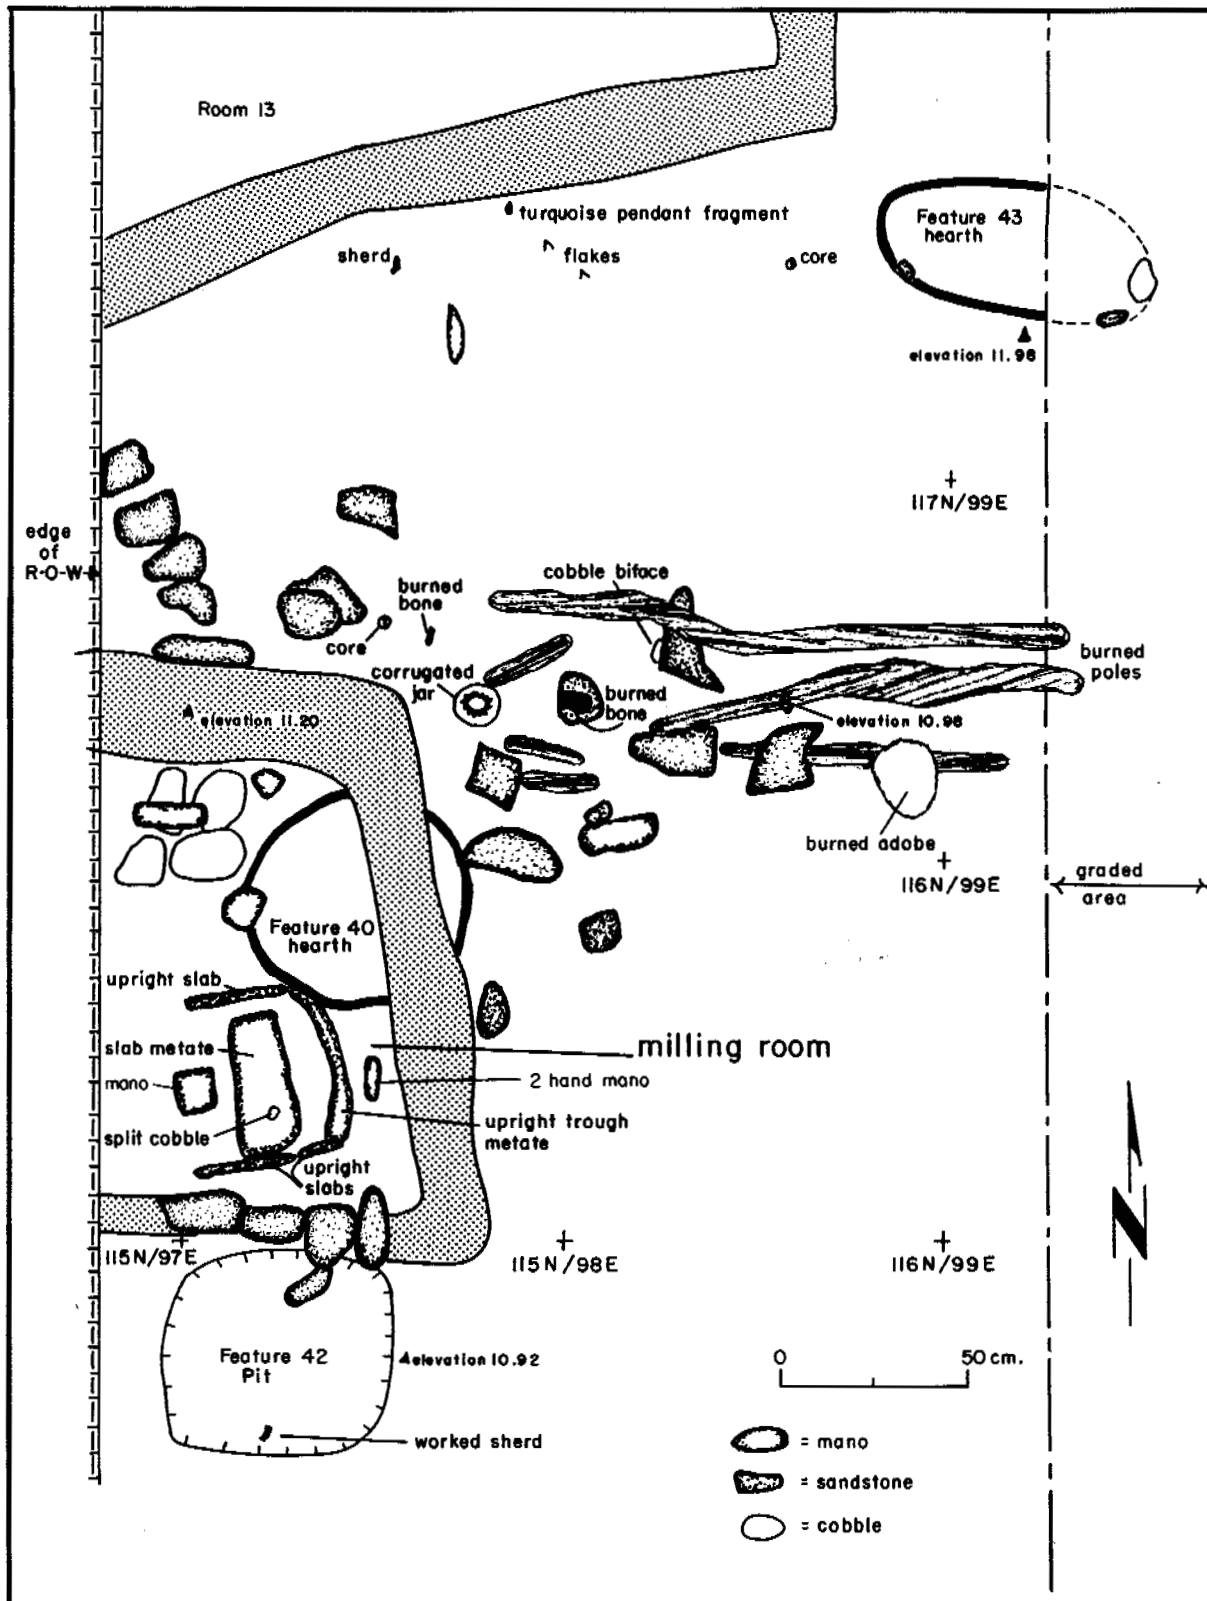 Room 13
turquoise pendant fragment
sherd
flakes
core
Feature 43
hearth
elevation 11.98
117N/99E
edge
of
R-O-W
cobble biface
burned
bone
core
corrugated
jar
burned
bone
burned
poles
elevation 11.20
elevation 10.98
burned adobe
116N/99E
graded
area
Feature 40
hearth
upright slab
slab metate
milling room
mano
2 hand mano
split cobble
upright trough
metate
upright
slabs
115N/97E
115N/98E
116N/99E
N
Feature 42
Pit
elevation 10.92
0 50 cm.
worked sherd
= mano
= sandstone
= cobble